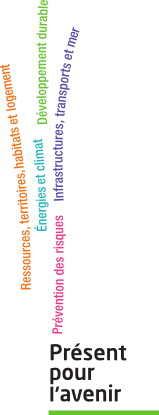 Ressources, territoires, habitats et logement
Énergies et climat
Développement durable
Prévention des risques
Infrastructures, transports et mer
Présent
pour
l'avenir